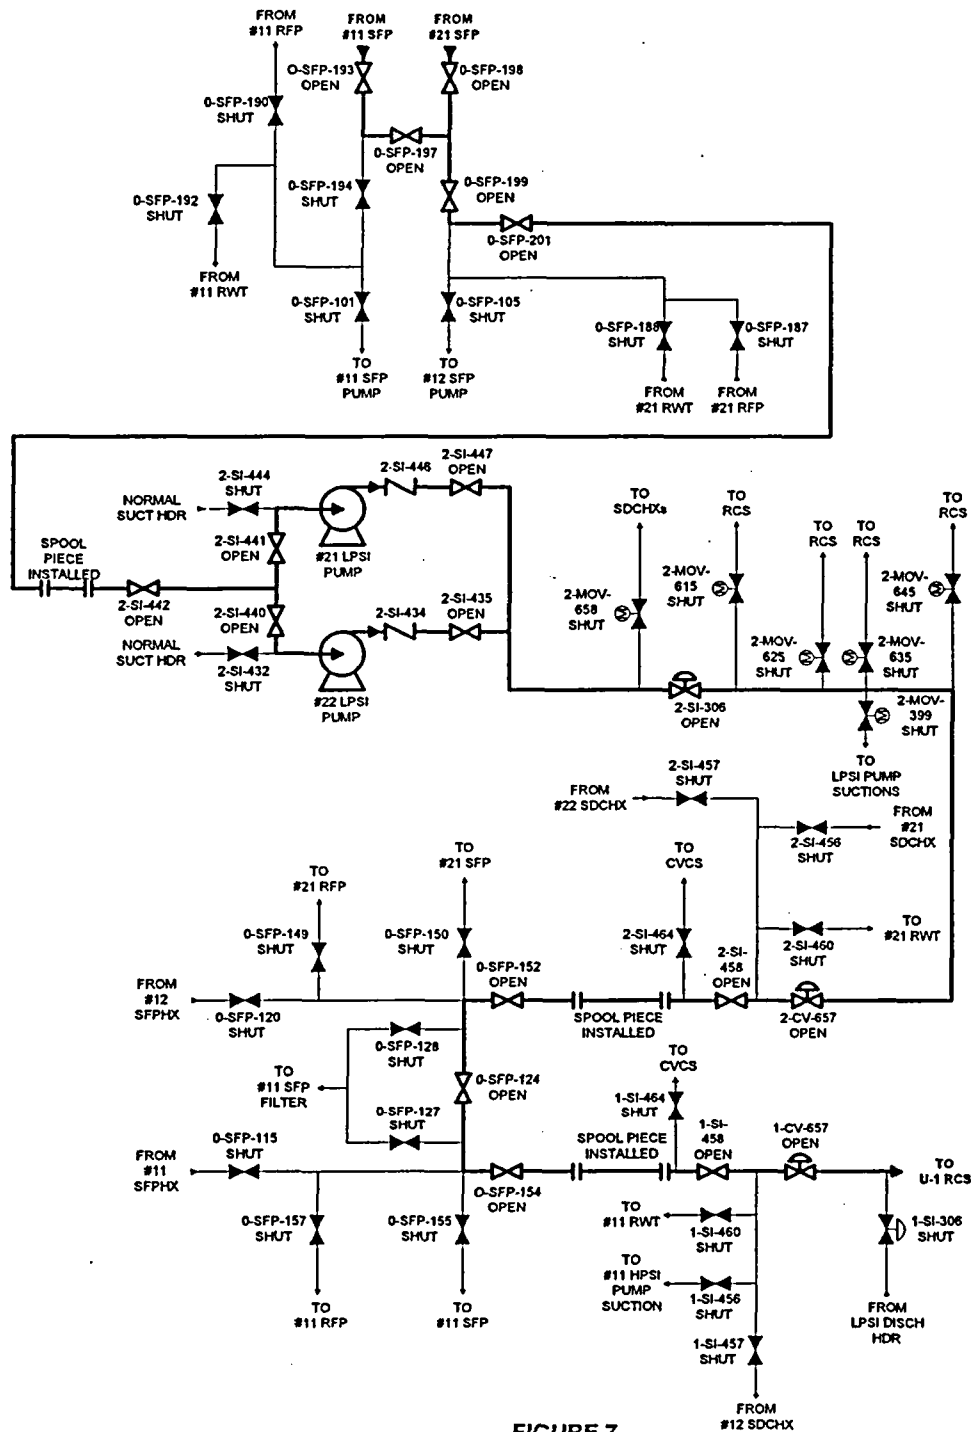 FROM
#11 RFP
FROM
#11 SFP
FROM
#21 SFP
O-SFP-193
OPEN
0-SFP-198
OPEN
0-SFP-190
SHUT
0-SFP-197
OPEN
0-SFP-192
SHUT
0-SFP-194
SHUT
0-SFP-199
OPEN
0-SFP-201
OPEN
FROM
#11 RWT
0-SFP-101
SHUT
0-SFP-105
SHUT
0-SFP-188
SHUT
0-SFP-187
SHUT
TO
#11 SFP
PUMP
TO
#12 SFP
PUMP
FROM
#21 RWT
FROM
#21 RFP
2-SI-444
SHUT
2-SI-446
2-SI-447
OPEN
NORMAL
SUCT HDR
TO
SDCHXs
TO
RCS
TO
RCS
TO
RCS
TO
RCS
SPOOL
PIECE
INSTALLED
2-SI-441
OPEN
#21 LPSI
PUMP
2-SI-442
OPEN
2-SI-440
OPEN
2-SI-434
2-SI-435
OPEN
2-MOV-
658
SHUT
M
2-MOV-
615
SHUT
M
2-MOV-
645
SHUT
M
2-MOV-
625
SHUT
M
2-MOV-
635
SHUT
M
NORMAL
SUCT HDR
2-SI-432
SHUT
#22 LPSI
PUMP
2-SI-306
OPEN
2-MOV-
399
SHUT
M
TO
LPSI PUMP
SUCTIONS
2-SI-457
SHUT
FROM
#22 SDCHX
FROM
#21
SDCHX
2-SI-456
SHUT
TO
#21 SFP
TO
CVCS
TO
#21 RFP
0-SFP-149
SHUT
0-SFP-150
SHUT
2-SI-464
SHUT
2-SI-460
SHUT
TO
#21 RWT
0-SFP-152
OPEN
2-SI-
458
OPEN
FROM
#12
SFPHX
0-SFP-120
SHUT
SPOOL PIECE
INSTALLED
2-CV-657
OPEN
0-SFP-128
SHUT
TO
#11 SFP
FILTER
0-SFP-124
OPEN
TO
CVCS
0-SFP-127
SHUT
1-SI-464
SHUT
0-SFP-115
SHUT
SPOOL PIECE
INSTALLED
1-SI-
458
OPEN
1-CV-657
OPEN
FROM
#11
SFPHX
O-SFP-154
OPEN
TO
U-1 RCS
0-SFP-157
SHUT
0-SFP-155
SHUT
TO
#11 RWT
1-SI-460
SHUT
1-SI-306
SHUT
TO
#11 HPSI
PUMP
SUCTION
1-SI-456
SHUT
TO
#11 RFP
TO
#11 SFP
FROM
LPSI DISCH
HDR
1-SI-457
SHUT
FROM
#12 SDCHX
FIGURE 7